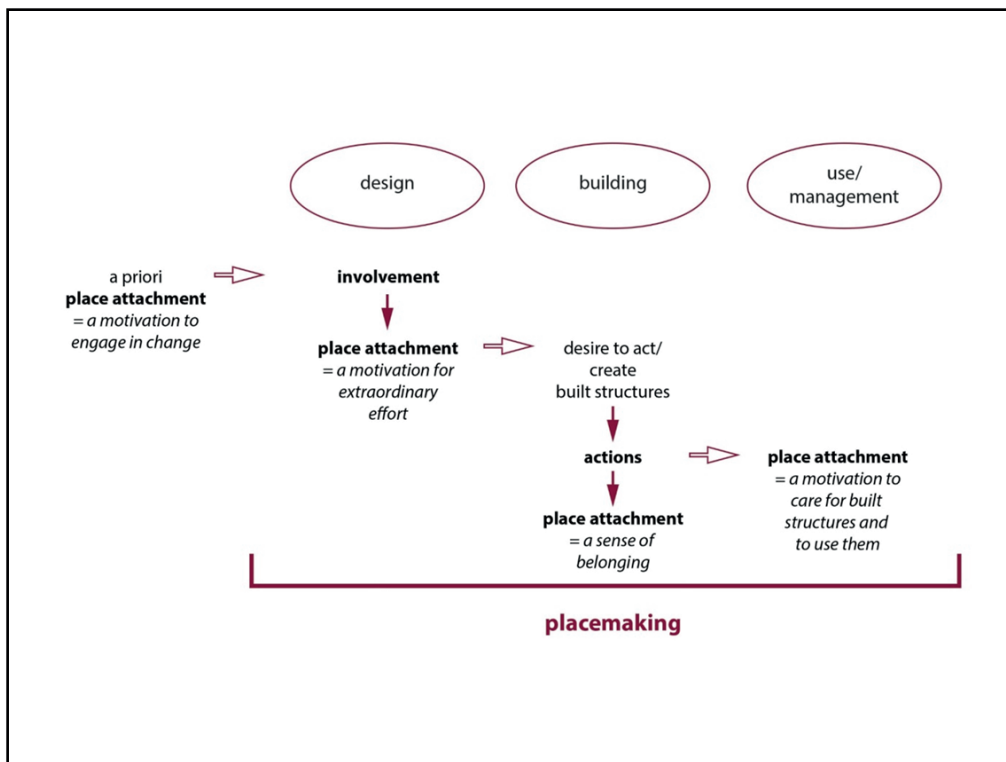 design
building
use/
management
a priori
place attachment
= a motivation to
engage in change
involvement
place attachment
= a motivation for
extraordinary
effort
desire to act/
create
built structures
actions
place attachment
= a sense of
belonging
place attachment
= a motivation to
care for built
structures and
to use them
placemaking